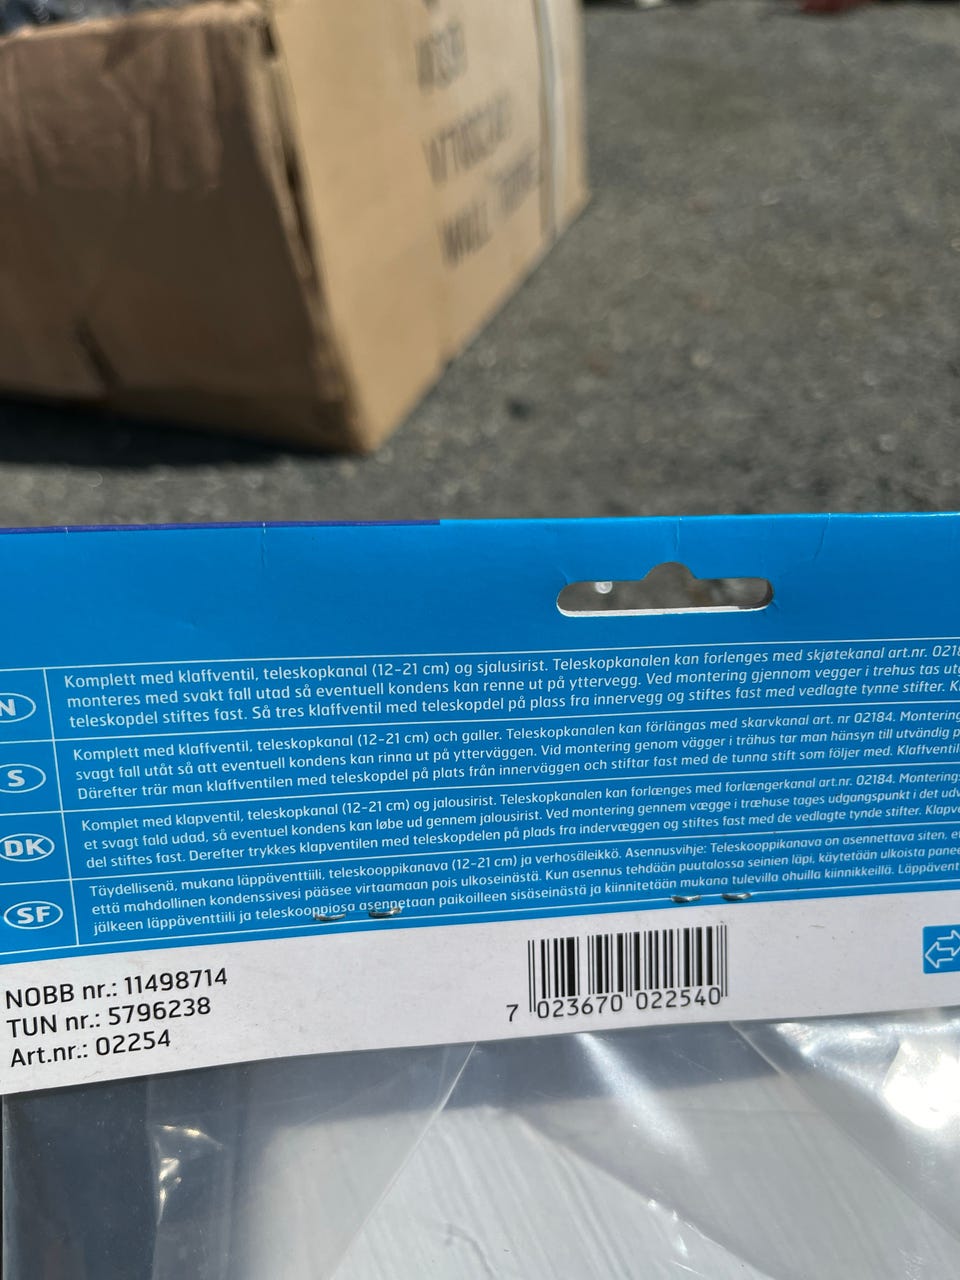 N
Komplett med klaffventil, teleskopkanal (12-21 cm) og sjalusirist. Teleskopkanalen kan forlenges med skjøtekanal art.nr.
monteres med svakt fall utad så eventuell kondens kan renne ut på yttervegg. Ved montering gjennom vegger i trehus tas
teleskopdel stiftes fast. Så tres klaffventil med teleskopdel på plass fra innervegg og stiftes fast med vedlagte tynne stifter.
S
Komplett med klaffventil, teleskopkanal (12-21 cm) och galler. Teleskopkanalen kan förlängas med skarvkanal art. nr 02184. Montering
svagt fall utåt så att eventuell kondens kan rinna ut på ytterväggen. Vid montering genom vägger i trähus tar man hänsyn till utvändig
Därefter trär man klaffventilen med teleskopdel på plats från innerväggen och stiftar fast med de tunna stift som följer med.
DK
Komplet med klapventil, teleskopkanal (12-21 cm) og jalousirist. Teleskopkanalen kan forlænges med forlængerkanal art.nr. 02184.
et svagt fald udad, så eventuel kondens kan løbe ud gennem jalousirist. Ved montering gennem vægge i træhuse tages udgangspunkt i det
del stiftes fast. Derefter trykkes klapventilen med teleskopdelen på plads fra indervæggen og stiftes fast med de vedlagte tynde stifter.
SF
Täydellisenä, mukana läppäventtiili, teleskooppikanava (12-21 cm) ja verhosäleikkö. Asennusvihje: Teleskooppikanava on asennettava siten,
että mahdollinen kondenssivesi pääsee virtaamaan pois ulkoseinästä. Kun asennus tehdään puutalossa seinien läpi, käytetään ulkoista
jälkeen läppäventtiili ja teleskooppiosa asennetaan paikoilleen sisäseinästä ja kiinnitetään mukana tulevilla ohuilla kiinnikkeillä.
NOBB nr.: 11498714
TUN nr.: 5796238
Art.nr.: 02254
7 023670 022540